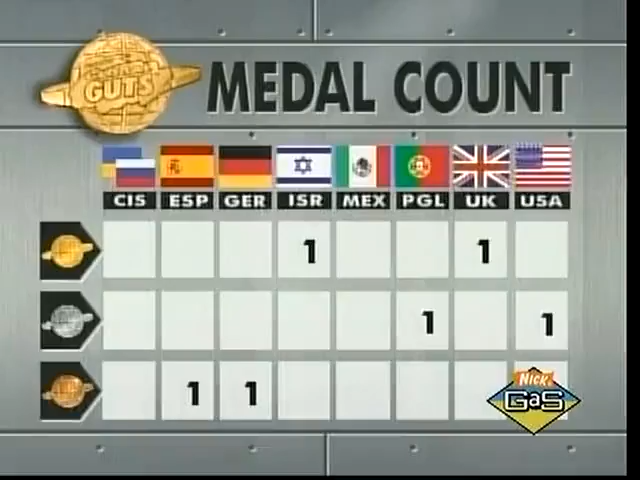 GUTS
MEDAL COUNT
CIS ESP GER ISR MEX PGL UK USA
1 1
1 1
1 1
NICK
GaS